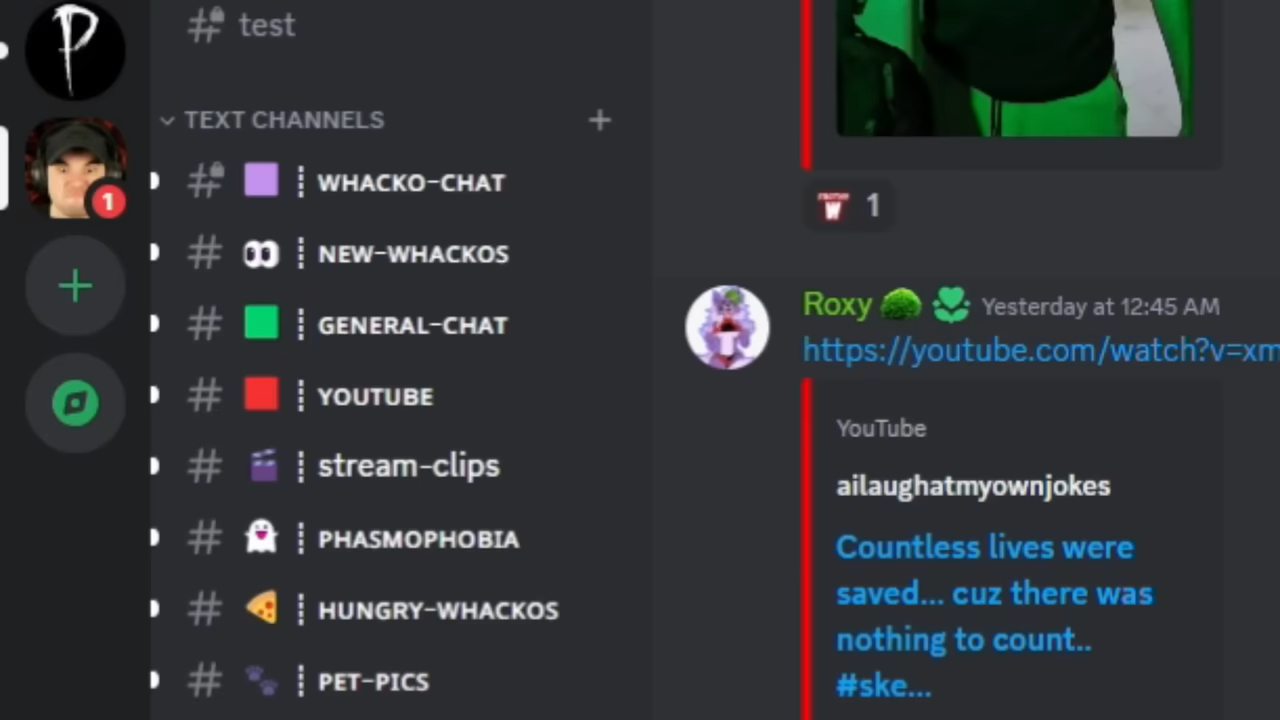 test
TEXT CHANNELS
WHACKO-CHAT
NEW-WHACKOS
GENERAL-CHAT
YOUTUBE
stream-clips
PHASMOPHOBIA
HUNGRY-WHACKOS
PET-PICS
1
W 1
Roxy Yesterday at 12:45 AM
https://youtube.com/watch?v=xm
YouTube
ailaughatmyownjokes
Countless lives were
saved... cuz there was
nothing to count..
#ske...